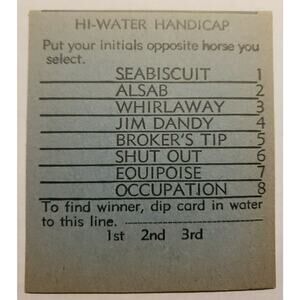 HI-WATER HANDICAP
Put your initials opposite horse you
select.
SEABISCUIT 1
ALSAB 2
WHIRLAWAY 3
JIM DANDY 4
BROKER'S TIP 5
SHUT OUT 6
EQUIPOISE 7
OCCUPATION 8
To find winner, dip card in water
to this line.
1st 2nd 3rd